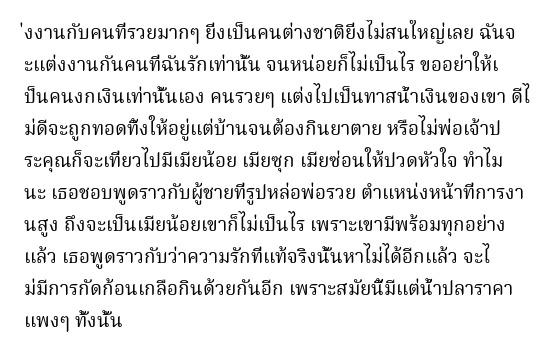 ่งงานกับคนที่รวยมากๆ ยิ่งเป็นคนต่างชาติยิ่งไม่สนใหญ่เลย ฉันจ
ะแต่งงานกันคนที่ฉันรักเท่านั้น จนหน่อยก็ไม่เป็นไร ขออย่าให้เ
ป็นคนงกเงินเท่านั้นเอง คนรวยๆ แต่งไปเป็นทาสน้ำเงินของเขา ดีไ
ม่ดีจะถูกทอดทิ้งให้อยู่แต่บ้านจนต้องกินยาตาย หรือไม่พ่อเจ้าป
ระคุณก็จะเที่ยวไปมีเมียน้อย เมียซุก เมียซ่อนให้ปวดหัวใจ ทำไม
นะ เธอชอบพูดราวกับผู้ชายที่รูปหล่อพ่อรวย ตำแหน่งหน้าที่การงา
นสูง ถึงจะเป็นเมียน้อยเขาก็ไม่เป็นไร เพราะเขามีพร้อมทุกอย่าง
แล้ว เธอพูดราวกับว่าความรักที่แท้จริงนั้นหาไม่ได้อีกแล้ว จะไ
ม่มีการกัดก้อนเกลือกินด้วยกันอีก เพราะสมัยนี้มีแต่น้ำปลาราคา
แพงๆ ทั้งนั้น